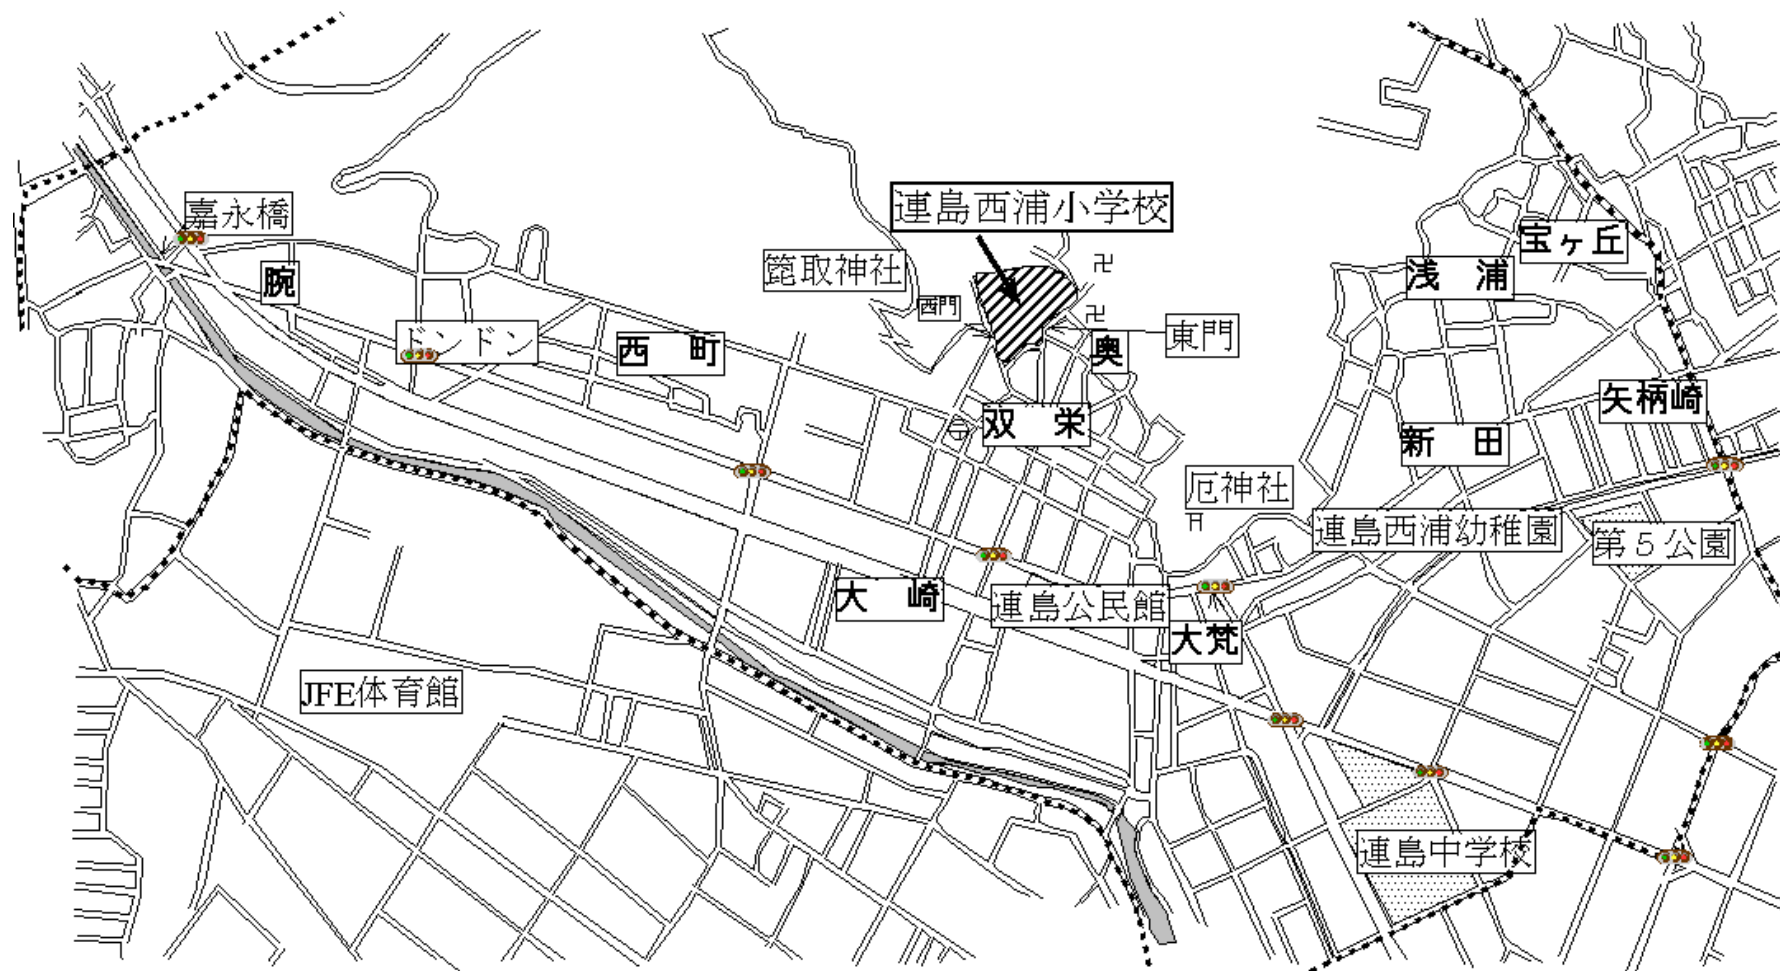 連島西浦小学校
嘉永橋
宝ヶ丘
箆取神社
卍
腕
浅 浦
西門
卍
ドンドン
東門
西 町
奥
矢柄崎
双 栄
新 田
厄神社
連島西浦幼稚園
第5公園
大 崎
連島公民館
大梵
JFE体育館
連島中学校